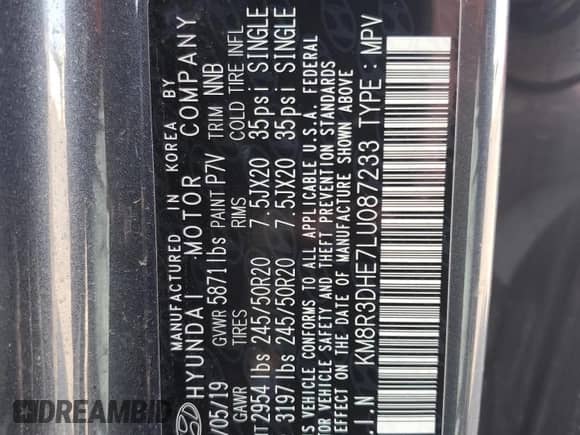 MANUFACTURED IN KOREA BY
HYUNDAI MOTOR COMPANY
/05/19 GVWR 5871 lbs PAINT P7V TRIM NNB
GAWR TIRES RIMS COLD TIRE INFL
T 2954 lbs 245/50R20 7.5JX20 35psi SINGLE
3197 lbs 245/50R20 7.5JX20 35psi SINGLE
S VEHICLE CONFORMS TO ALL APPLICABLE U.S.A. FEDERAL
OR VEHICLE SAFETY AND THEFT PREVENTION STANDARDS
EFFECT ON THE DATE OF MANUFACTURE SHOWN ABOVE
.I.N KM8R3DHE7LU087233 TYPE : MPV
DREAMBID